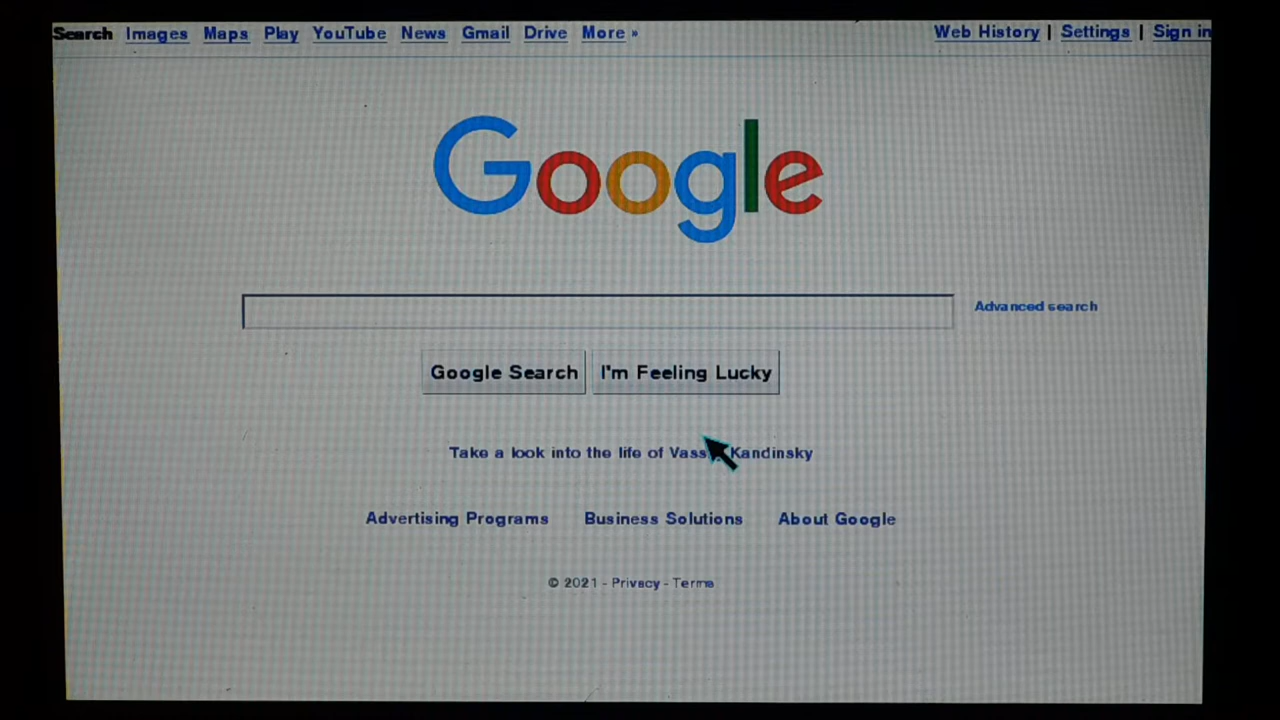 Search Images Maps Play YouTube News Gmail Drive More » Web History | Settings | Sign in
Google
Advanced search
Google Search I'm Feeling Lucky
Take a look into the life of Kandinsky
Advertising Programs Business Solutions About Google
© 2021 - Privacy - Terms